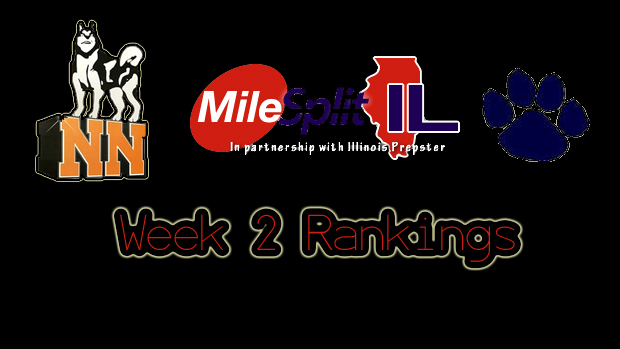 NN
MileSplit IL
In partnership with Illinois Prepster
Week 2 Rankings